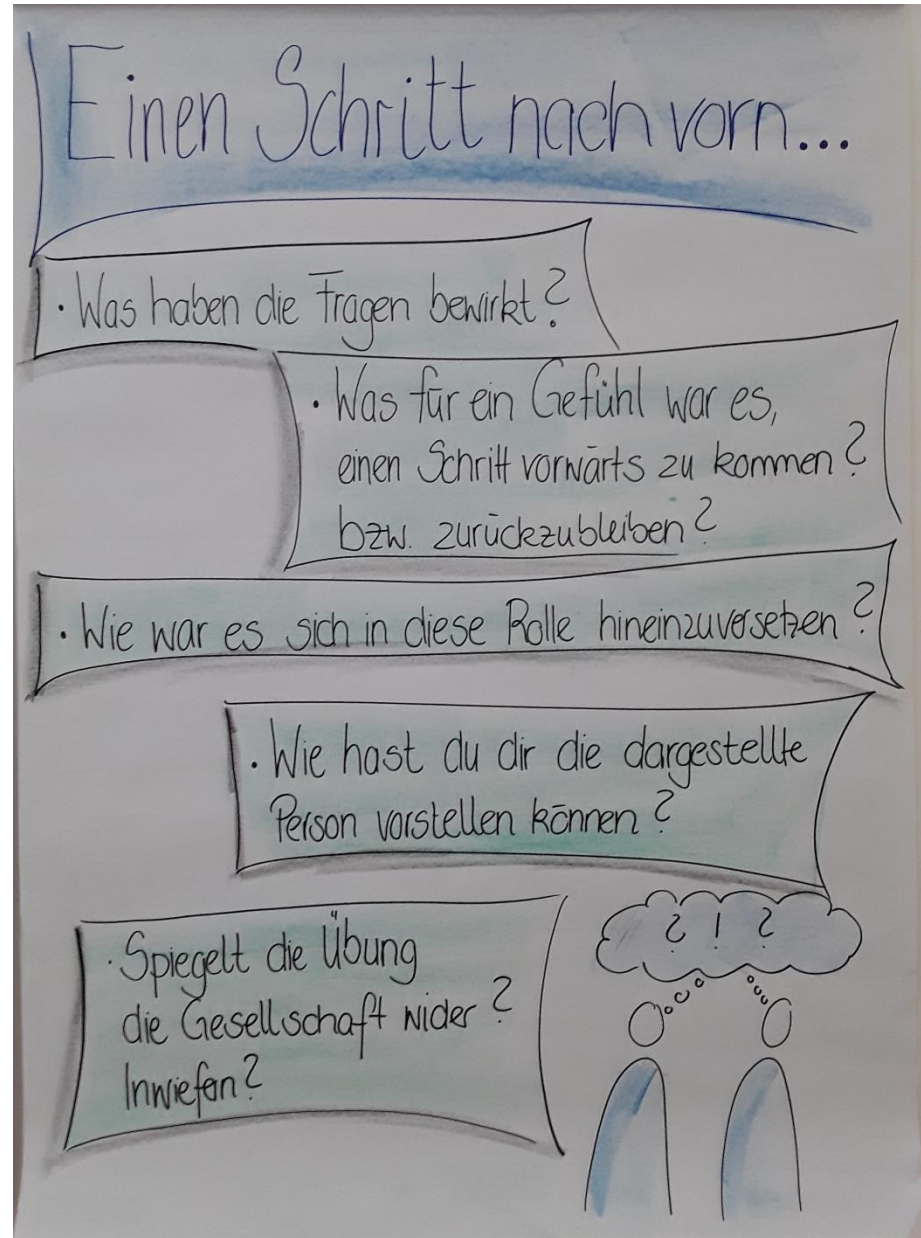 Einen Schritt nach vorn...
· Was haben die Fragen bewirkt?
· Was für ein Gefühl war es,
einen Schritt vorwärts zu kommen?
bzw. zurückzubleiben?
· Wie war es sich in diese Rolle hineinzuversetzen?
· Wie hast du dir die dargestellte
Person vorstellen können?
· Spiegelt die Übung
die Gesellschaft wider?
Inwiefern?
? ! ?